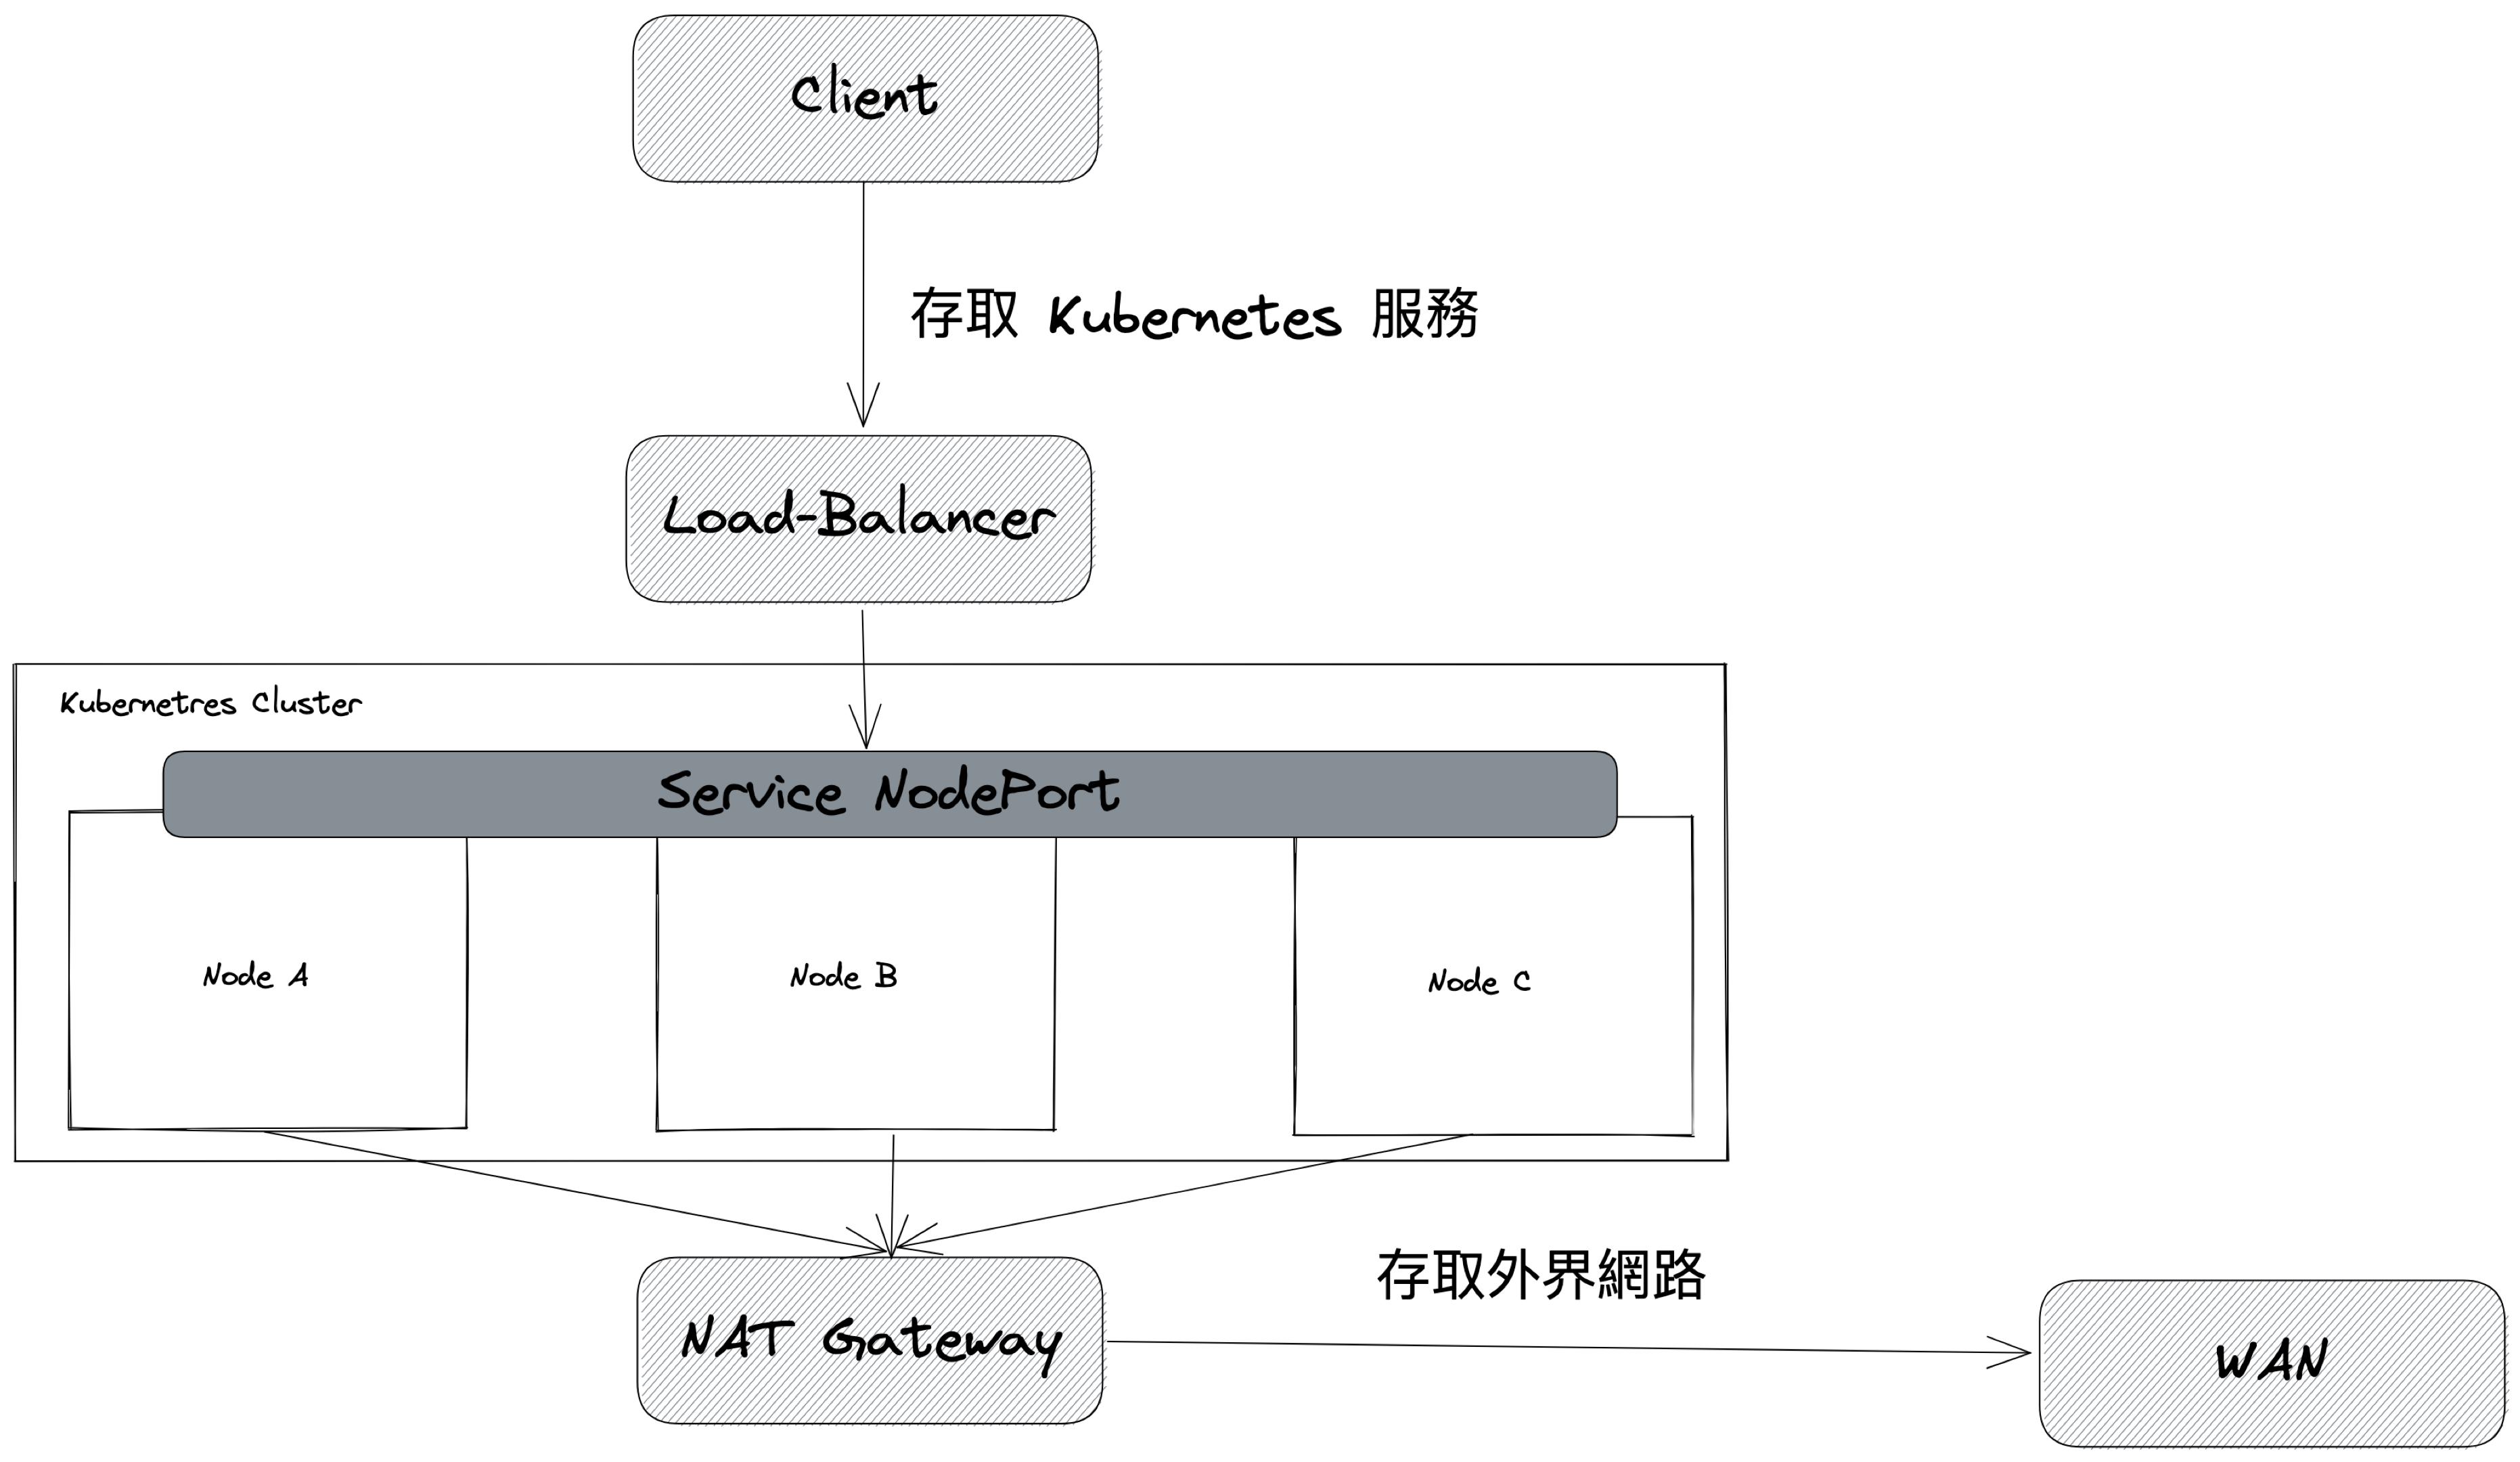 Client
存取 Kubernetes 服務
Load-Balancer
Kubernetres Cluster
Service NodePort
Node A
Node B
Node C
存取外界網路
NAT Gateway
WAN